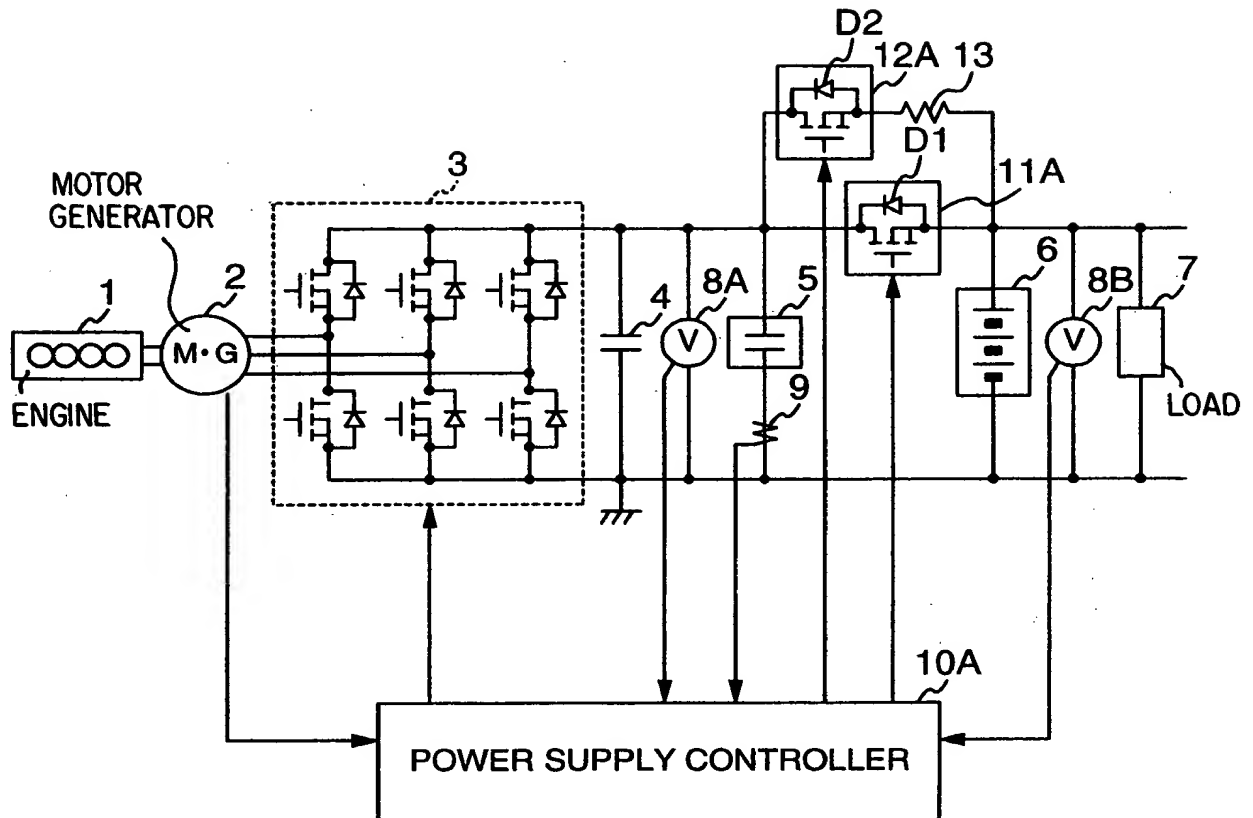 D2
12A
13
D1
11A
3
MOTOR
GENERATOR
1
2
M·G
ENGINE
4
8A
V
5
9
6
8B
V
7
LOAD
10A
POWER SUPPLY CONTROLLER